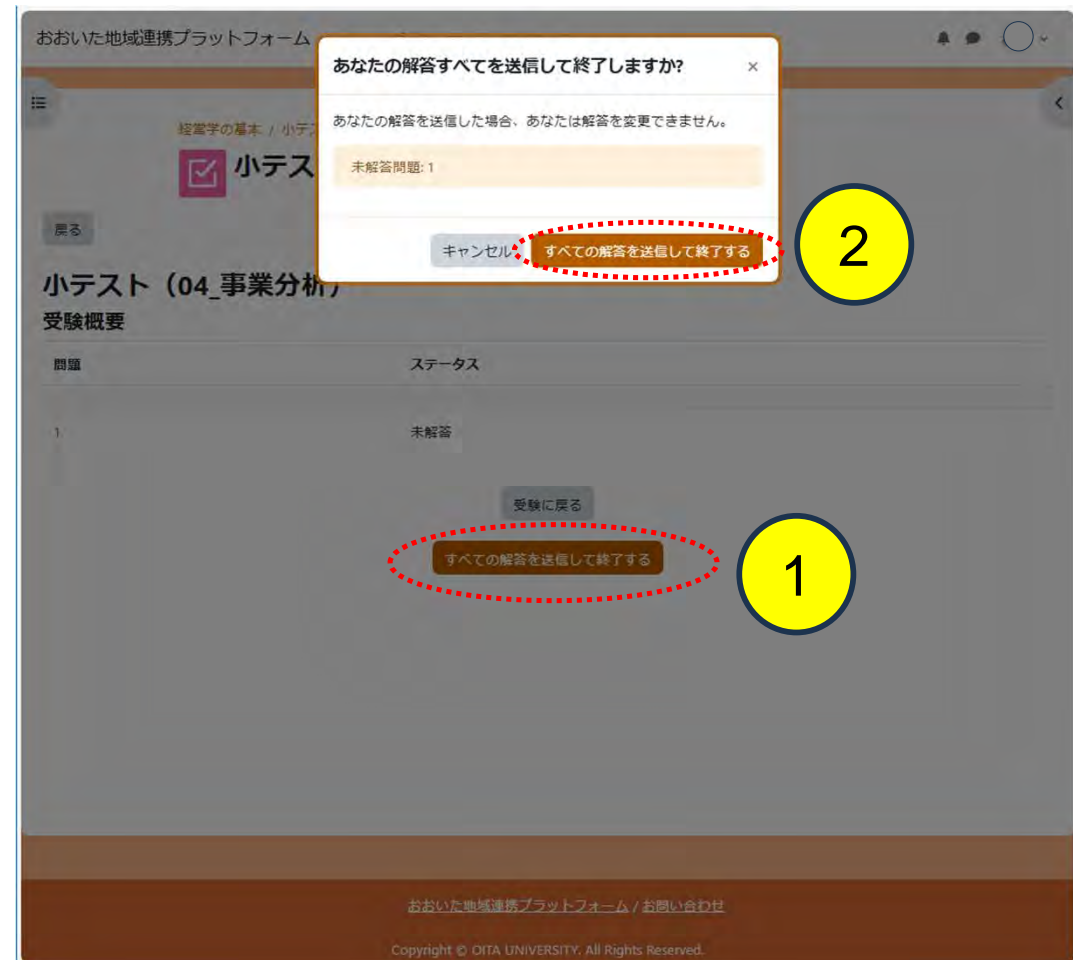 おおいた地域連携プラットフォーム
あなたの解答すべてを送信して終了しますか?
×
あなたの解答を送信した場合、あなたは解答を変更できません。
経営学の基本 / 小テス
小テス
未解答問題: 1
戻る
キャンセル
すべての解答を送信して終了する
2
小テスト(04_事業分析)
受験概要
問題 ステータス
1 未解答
受験に戻る
すべての解答を送信して終了する
1
おおいた地域連携プラットフォーム / お問い合わせ
Copyright © OITA UNIVERSITY. All Rights Reserved.